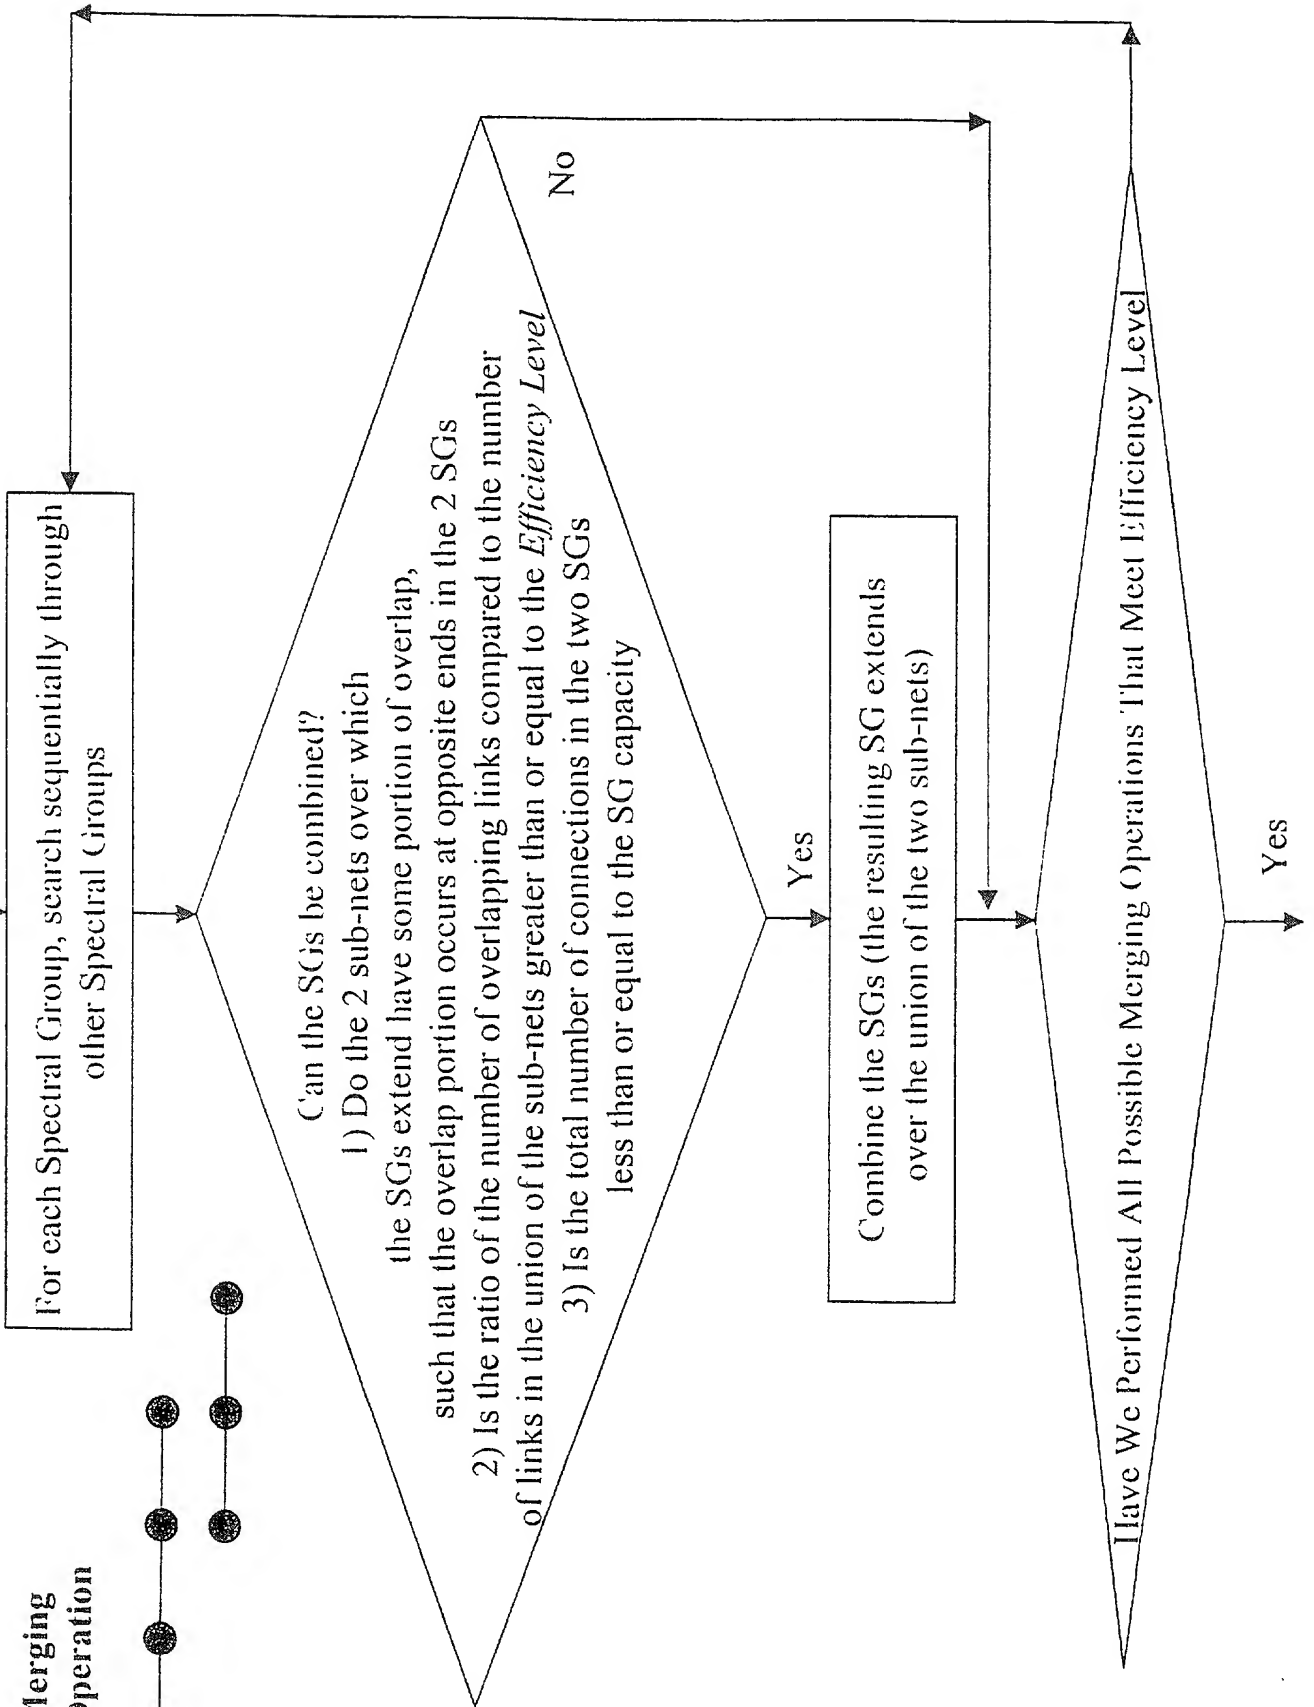 Merging
Operation
For each Spectral Group, search sequentially through
other Spectral Groups
Can the SGs be combined?
1) Do the 2 sub-nets over which
the SGs extend have some portion of overlap,
such that the overlap portion occurs at opposite ends in the 2 SGs
2) Is the ratio of the number of overlapping links compared to the number
of links in the union of the sub-nets greater than or equal to the Efficiency Level
3) Is the total number of connections in the two SGs
less than or equal to the SG capacity
No
Yes
Combine the SGs (the resulting SG extends
over the union of the two sub-nets)
Have We Performed All Possible Merging Operations That Meet Efficiency Level
Yes